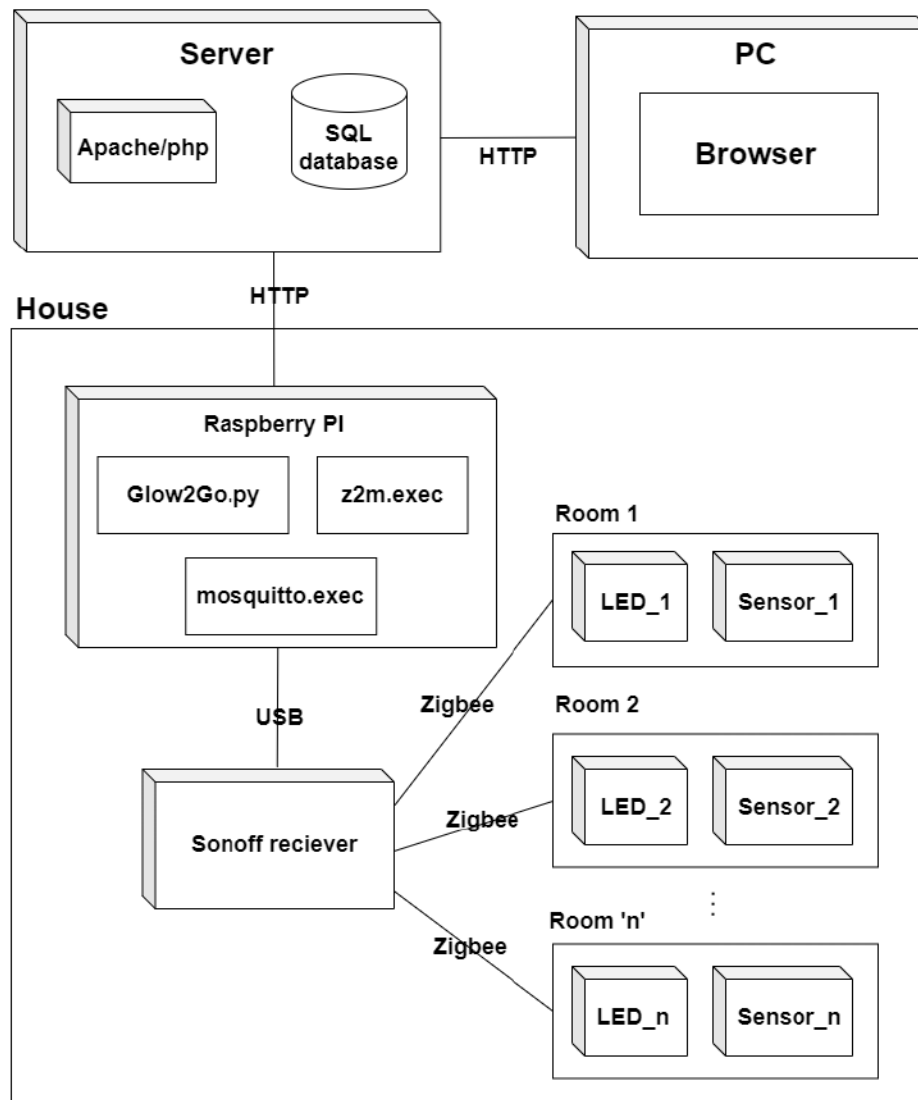 Server
Apache/php
SQL
database
HTTP
PC
Browser
HTTP
House
Raspberry PI
Glow2Go.py
z2m.exec
mosquitto.exec
USB
Sonoff reciever
Zigbee
Room 1
LED_1
Sensor_1
Zigbee
Room 2
LED_2
Sensor_2
⋮
Zigbee
Room 'n'
LED_n
Sensor_n